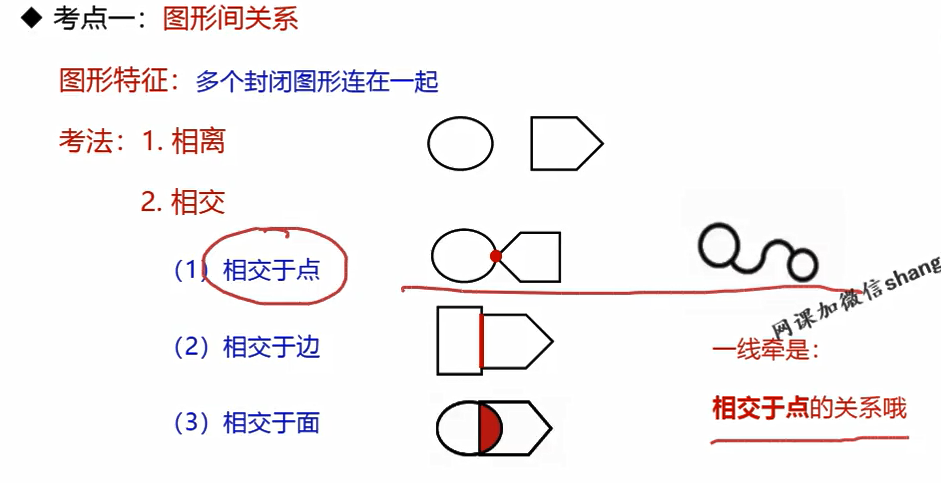 ◆ 考点一：图形间关系
图形特征：多个封闭图形连在一起
考法：1. 相离
2. 相交
（1）相交于点
（2）相交于边
（3）相交于面
网课加微信shang
一线牵是：
相交于点的关系哦